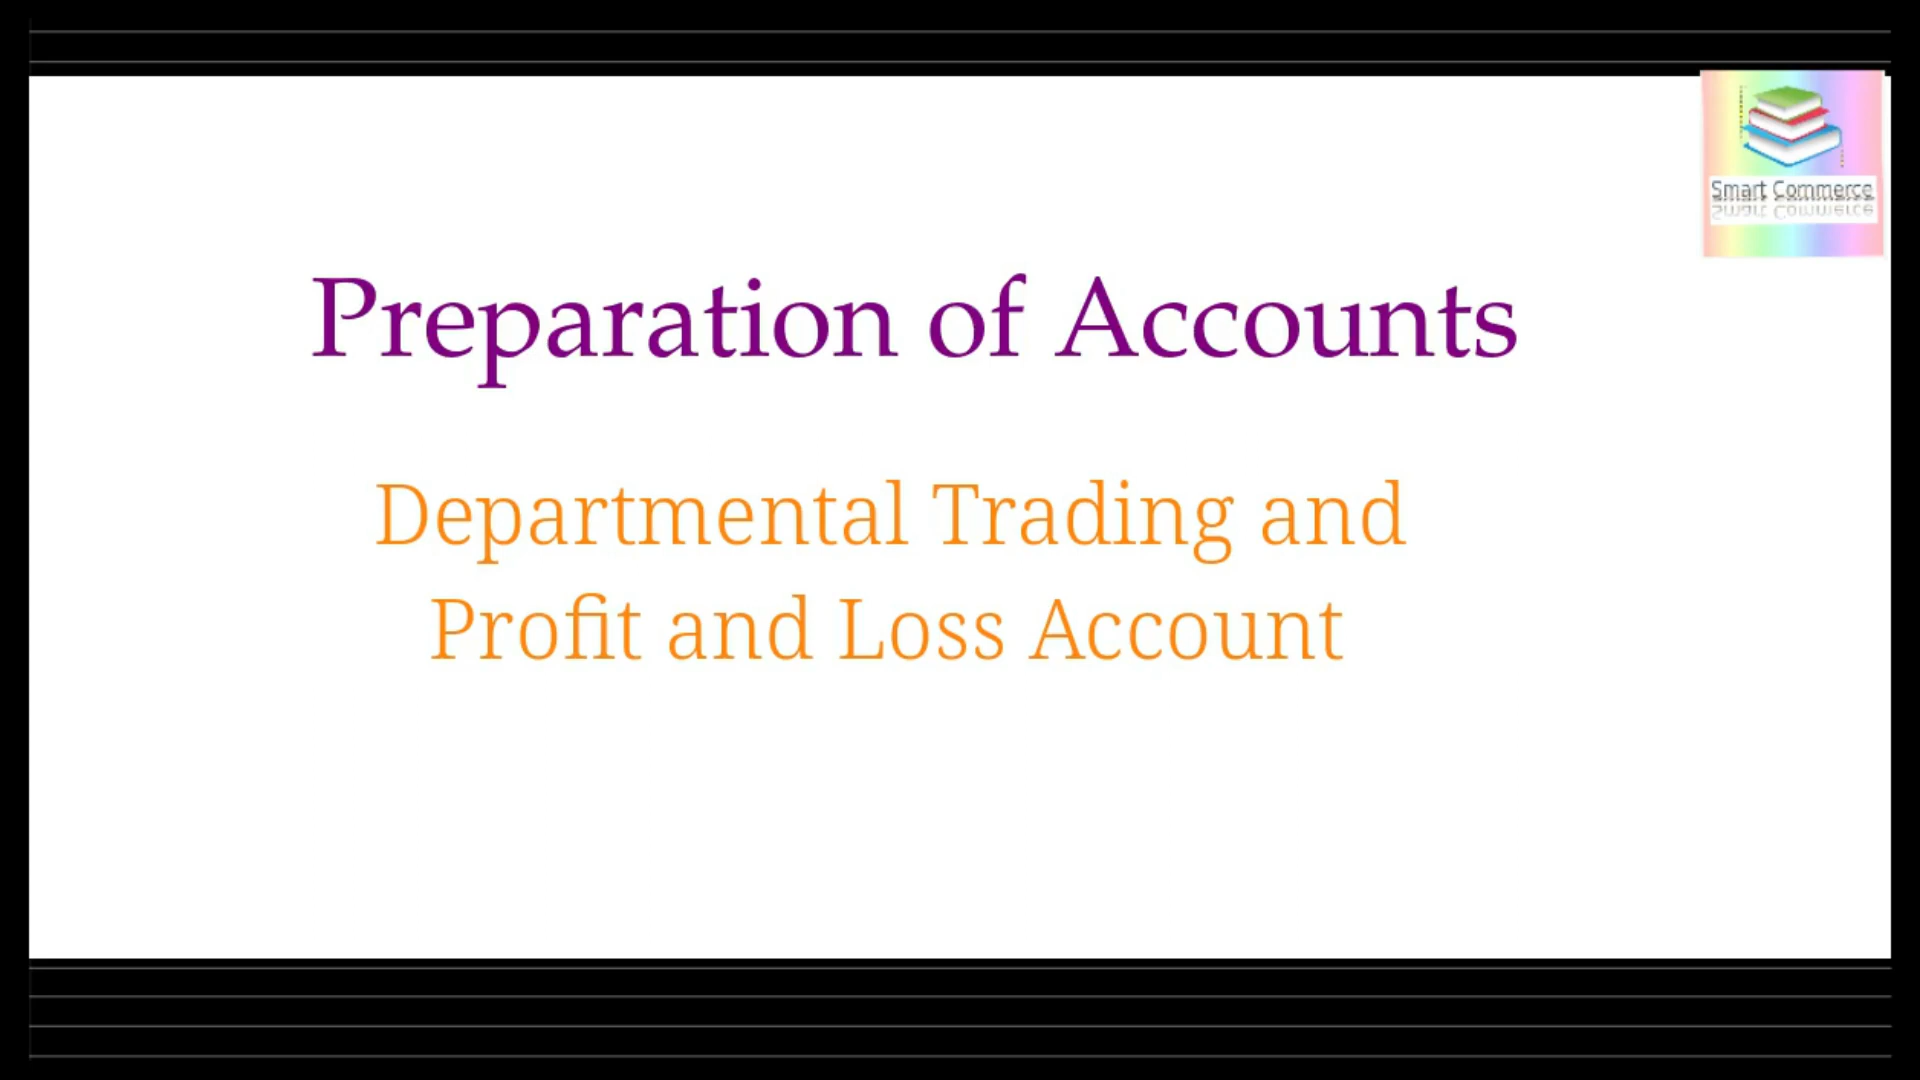 Smart Commerce
Preparation of Accounts
Departmental Trading and
Profit and Loss Account